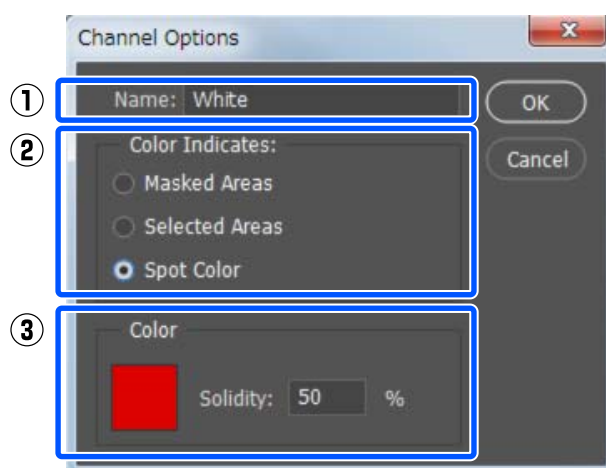 Channel Options
① Name: White
OK
② Color Indicates:
Cancel
Masked Areas
Selected Areas
Spot Color
③ Color
Solidity: 50 %